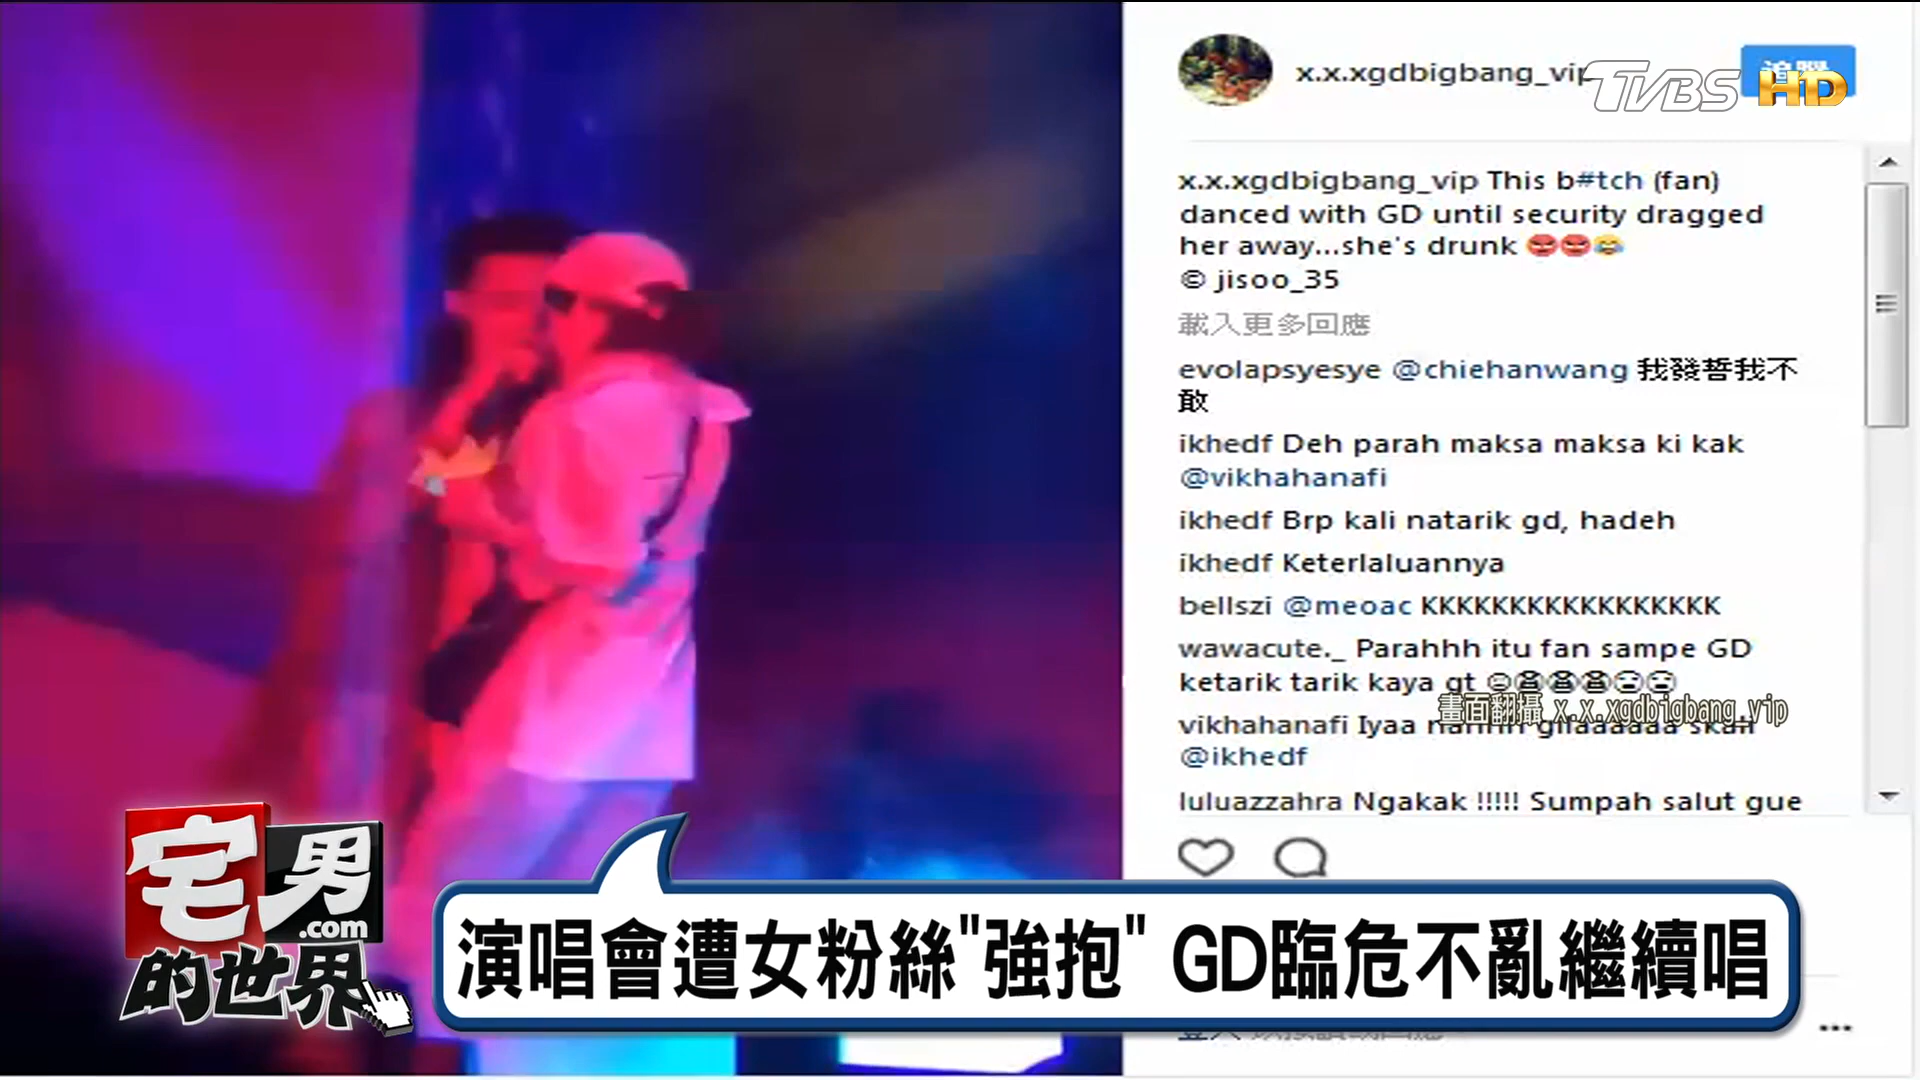 x.x.xgdbigbang_vip
TVBS HD
x.x.xgdbigbang_vip This b#tch (fan)
danced with GD until security dragged
her away...she's drunk 😡😡😂
© jisoo_35
載入更多回應
evolapsyesye @chiehanwang 我發誓我不
敢
ikhedf Deh parah maksa maksa ki kak
@vikhahanafi
ikhedf Brp kali natarik gd, hadeh
ikhedf Keterlaluannya
bellszi @meoac KKKKKKKKKKKKKKKKK
wawacute._ Parahhh itu fan sampe GD
ketarik tarik kaya gt
畫面翻攝 x.x.xgdbigbang_vip
vikhahanafi Iyaa
@ikhedf
luluazzahra Ngakak !!!!! Sumpah salut gue
宅男.com
的世界
演唱會遭女粉絲"強抱" GD臨危不亂繼續唱